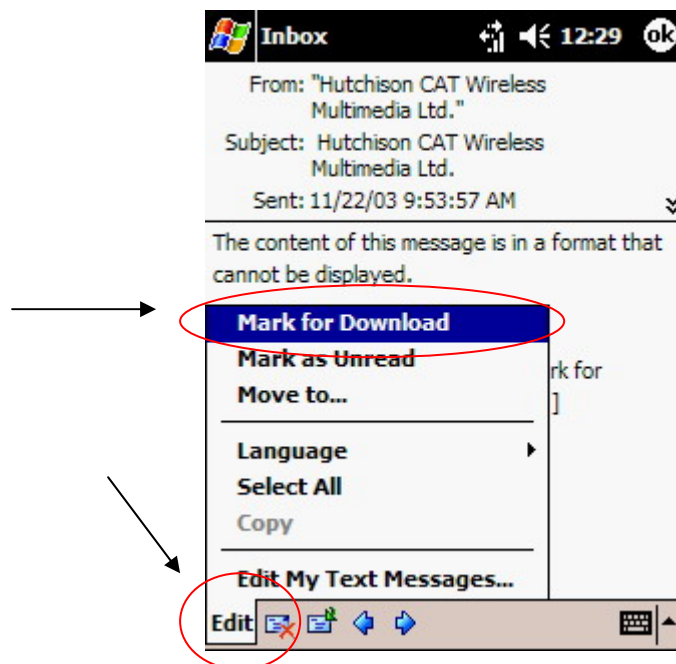 Inbox 12:29 ok
From: "Hutchison CAT Wireless
Multimedia Ltd."
Subject: Hutchison CAT Wireless
Multimedia Ltd.
Sent: 11/22/03 9:53:57 AM
The content of this message is in a format that
cannot be displayed.
Mark for Download
Mark as Unread
rk for
Move to...
]
Language
Select All
Copy
Edit My Text Messages...
Edit